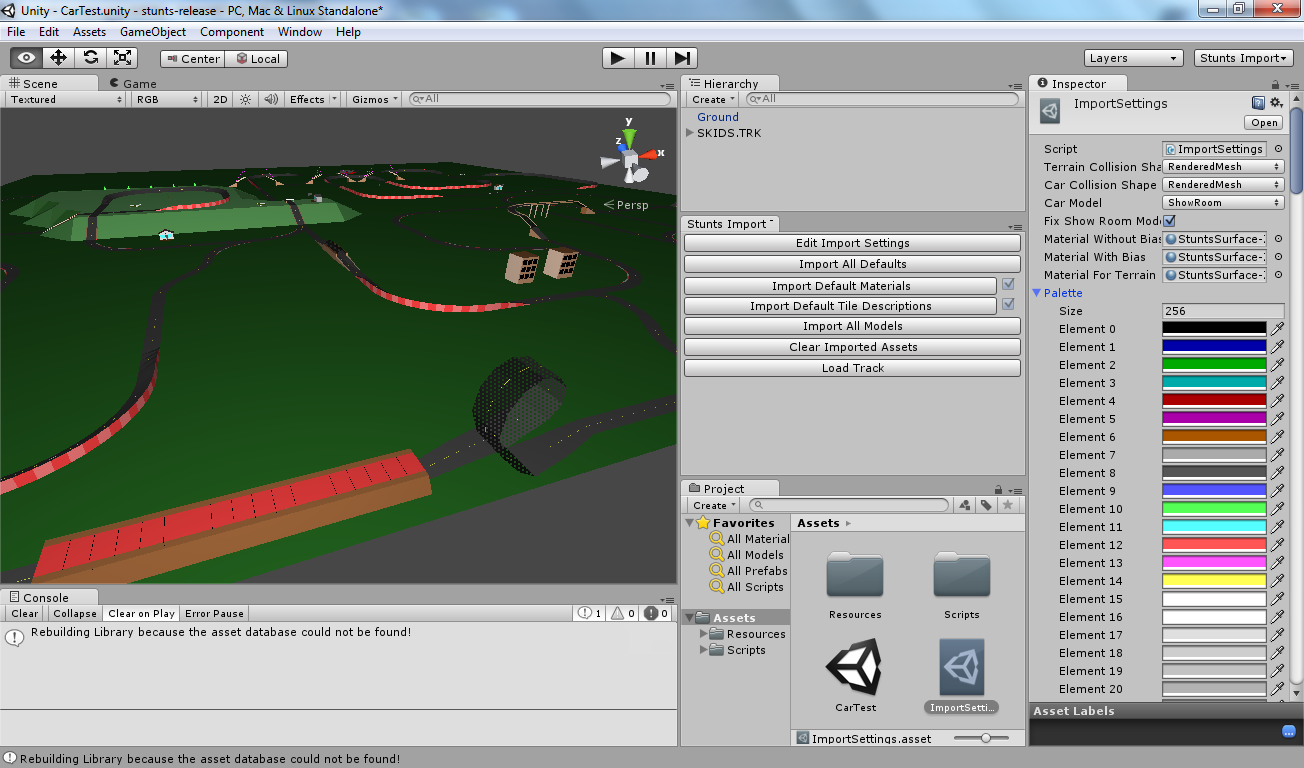 Unity - CarTest.unity - stunts-release - PC, Mac & Linux Standalone*
File Edit Assets GameObject Component Window Help
Center Local
Layers Stunts Import
Scene Game
Textured RGB 2D Effects Gizmos All
y
z
x
Persp
Console
Clear Collapse Clear on Play Error Pause 1 0 0
Rebuilding Library because the asset database could not be found!
Hierarchy
Create All
Ground
SKIDS.TRK
Stunts Import
Edit Import Settings
Import All Defaults
Import Default Materials
Import Default Tile Descriptions
Import All Models
Clear Imported Assets
Load Track
Project
Create
Favorites
All Material
All Models
All Prefabs
All Scripts
Assets
Resources
Scripts
Assets
Resources
Scripts
CarTest
ImportSetti...
ImportSettings.asset
Inspector
ImportSettings
Open
Script ImportSettings
Terrain Collision Sha RenderedMesh
Car Collision Shape RenderedMesh
Car Model ShowRoom
Fix Show Room Mode
Material Without Bias StuntsSurface-
Material With Bias StuntsSurface-
Material For Terrain StuntsSurface-
Palette
Size 256
Element 0
Element 1
Element 2
Element 3
Element 4
Element 5
Element 6
Element 7
Element 8
Element 9
Element 10
Element 11
Element 12
Element 13
Element 14
Element 15
Element 16
Element 17
Element 18
Element 19
Element 20
Asset Labels
Rebuilding Library because the asset database could not be found!